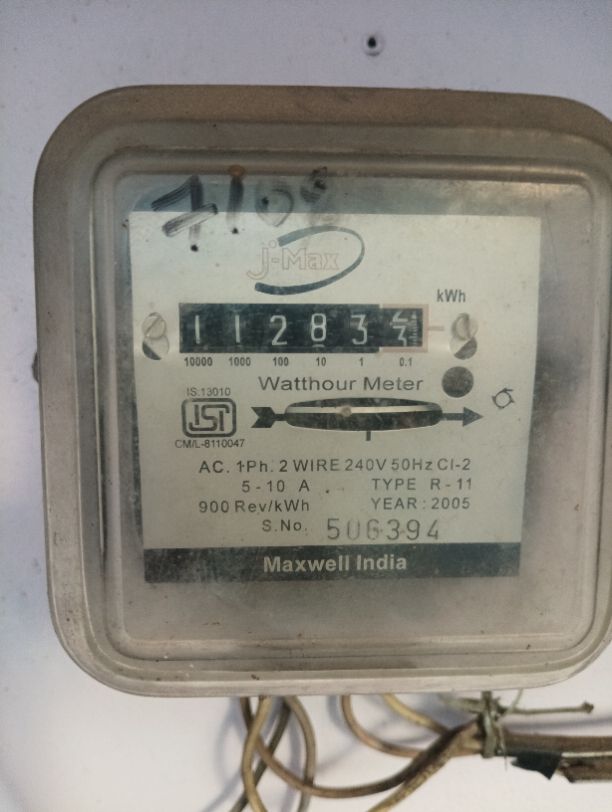 J-Max
kWh
1 1 2 8 3
10000 1000 100 10 1 0.1
Watthour Meter
IS.13010
ISI
CM/L-8110047
AC. 1Ph. 2 WIRE 240V 50Hz Cl-2
5-10 A TYPE R-11
900 Rev/kWh YEAR: 2005
S.No. 506394
Maxwell India